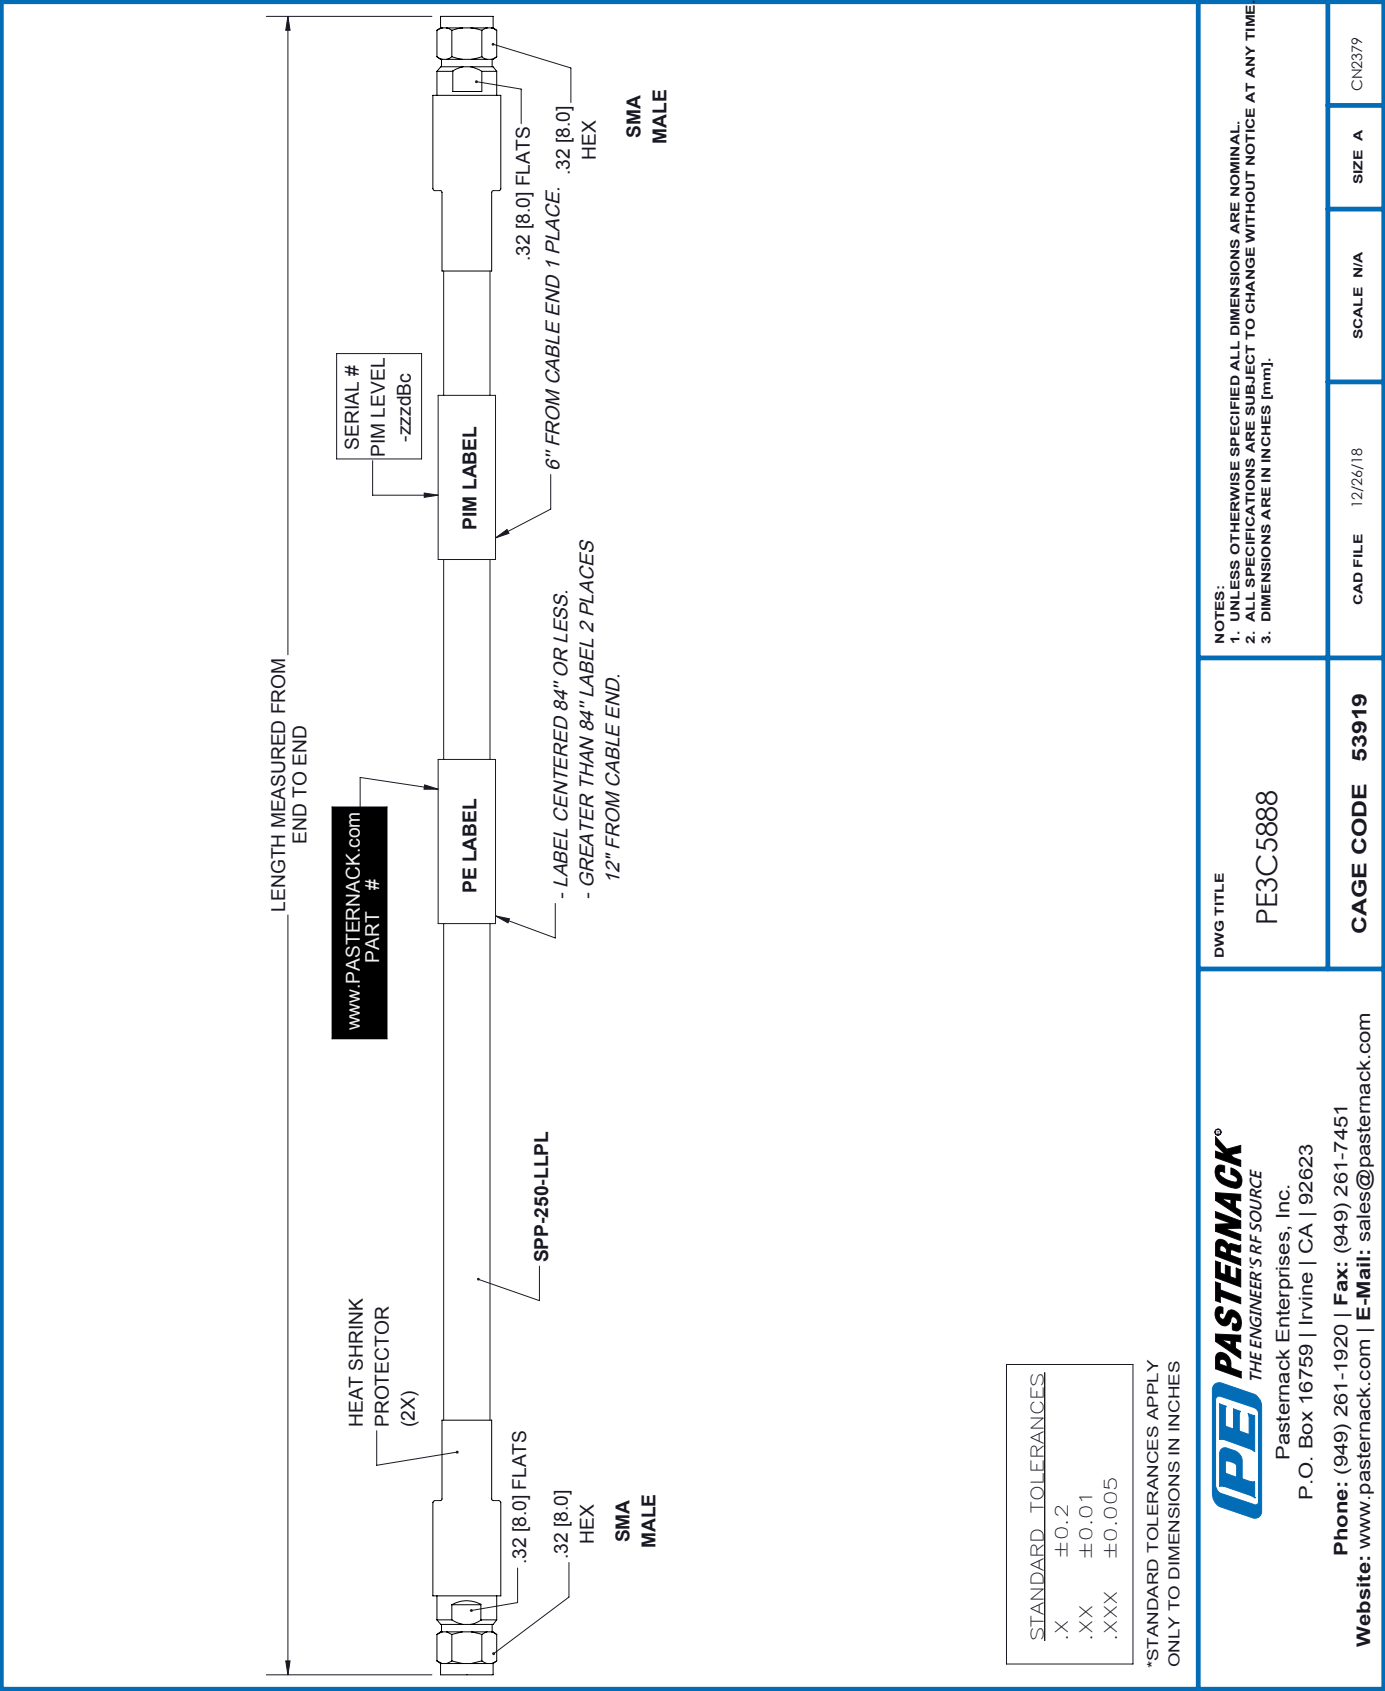 LENGTH MEASURED FROM
END TO END
HEAT SHRINK
PROTECTOR
(2X)
www.PASTERNACK.com
PART #
SERIAL #
PIM LEVEL
-zzzdBc
PE LABEL
PIM LABEL
.32 [8.0] FLATS
.32 [8.0]
HEX
SMA
MALE
SPP-250-LLPL
- LABEL CENTERED 84" OR LESS.
- GREATER THAN 84" LABEL 2 PLACES
12" FROM CABLE END.
6" FROM CABLE END 1 PLACE.
.32 [8.0] FLATS
.32 [8.0]
HEX
SMA
MALE
STANDARD TOLERANCES
.X ±0.2
.XX ±0.01
.XXX ±0.005
*STANDARD TOLERANCES APPLY
ONLY TO DIMENSIONS IN INCHES
PE PASTERNACK®
THE ENGINEER'S RF SOURCE
Pasternack Enterprises, Inc.
P.O. Box 16759 | Irvine | CA | 92623
Phone: (949) 261-1920 | Fax: (949) 261-7451
Website: www.pasternack.com | E-Mail: sales@pasternack.com
DWG TITLE
PE3C5888
CAGE CODE 53919
NOTES:
1. UNLESS OTHERWISE SPECIFIED ALL DIMENSIONS ARE NOMINAL.
2. ALL SPECIFICATIONS ARE SUBJECT TO CHANGE WITHOUT NOTICE AT ANY TIME.
3. DIMENSIONS ARE IN INCHES [mm].
CAD FILE 12/26/18
SCALE N/A
SIZE A
CN2379